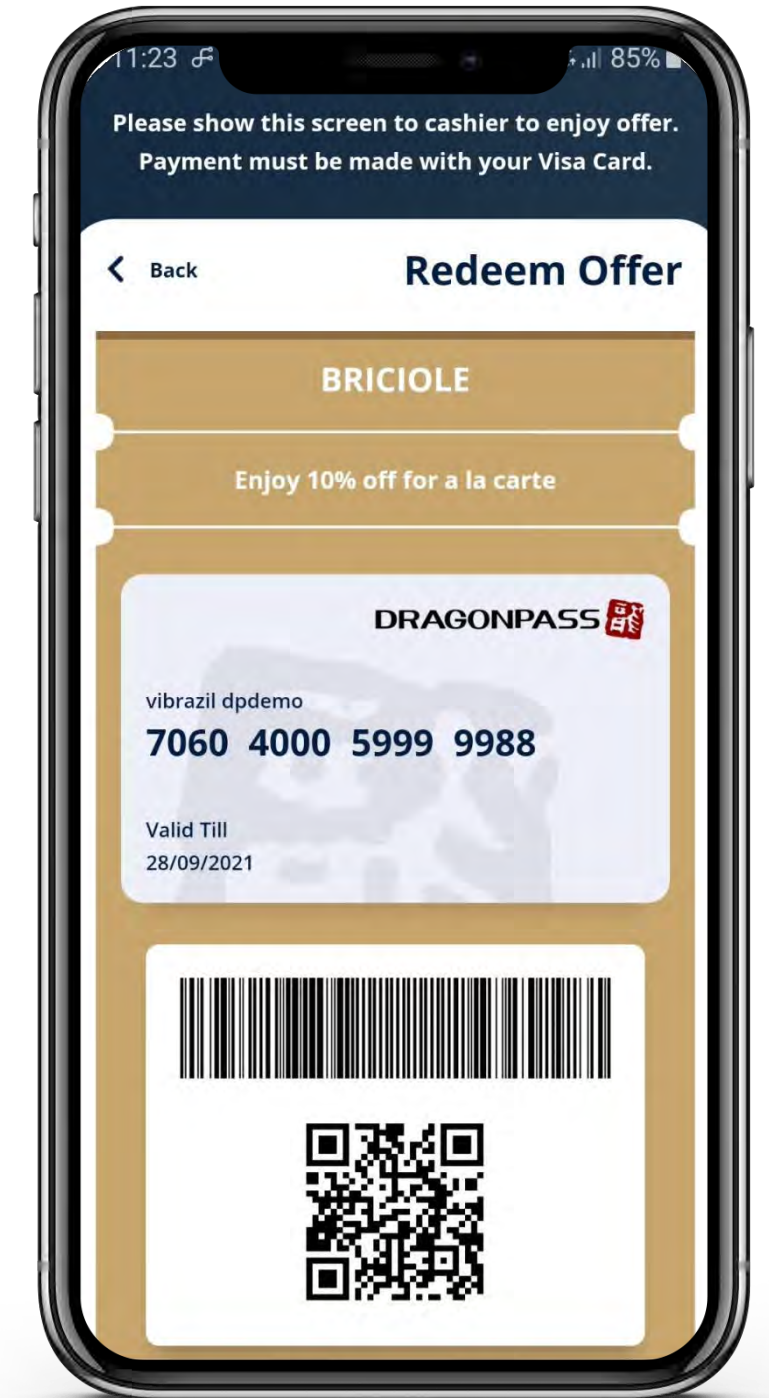 11:23
85%
Please show this screen to cashier to enjoy offer.
Payment must be made with your Visa Card.
Back
Redeem Offer
BRICIOLE
Enjoy 10% off for a la carte
DRAGONPASS
vibrazil dpdemo
7060 4000 5999 9988
Valid Till
28/09/2021